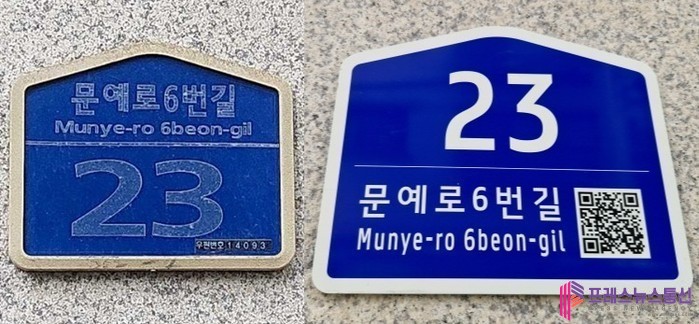 문예로6번길
Munye-ro 6beon-gil
23
우편번호 14093
23
문예로6번길
Munye-ro 6beon-gil
프레스뉴스통신